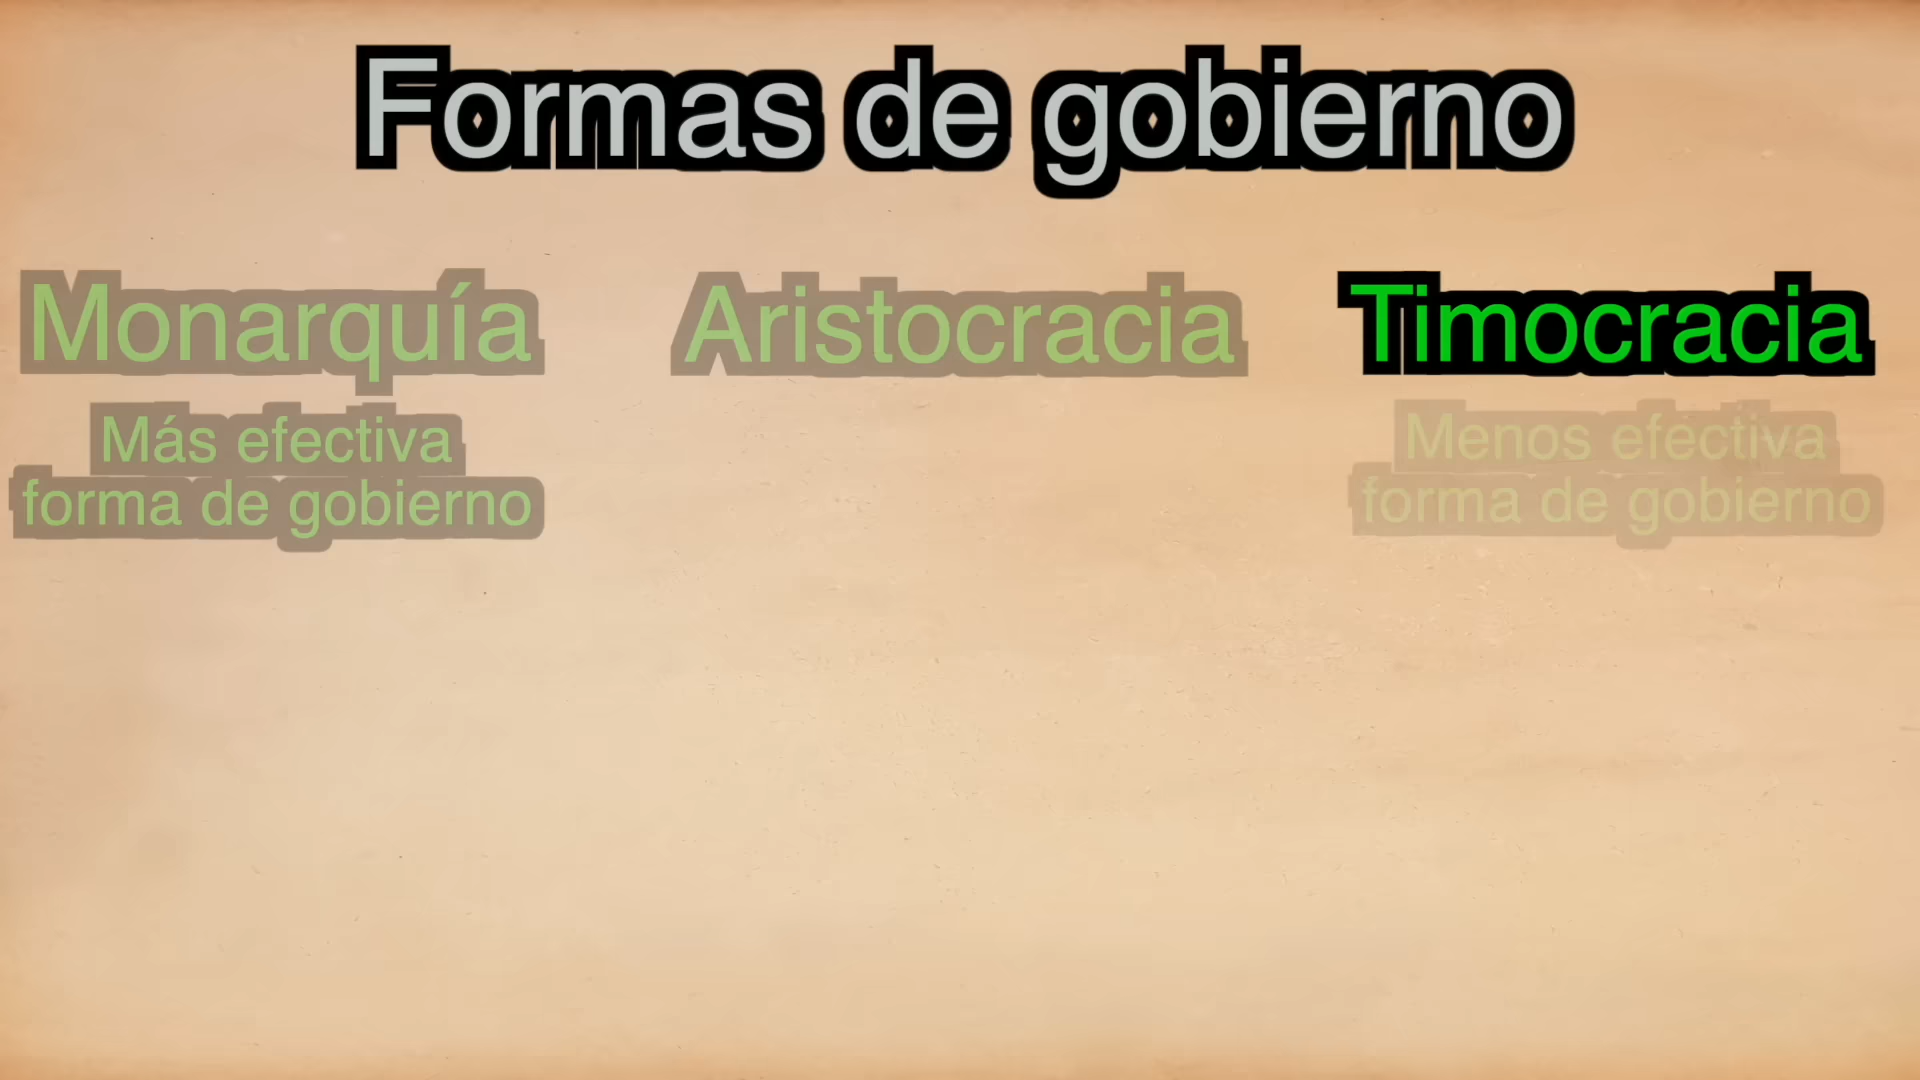 Formas de gobierno
Monarquía
Aristocracia
Timocracia
Más efectiva
forma de gobierno
Menos efectiva
forma de gobierno